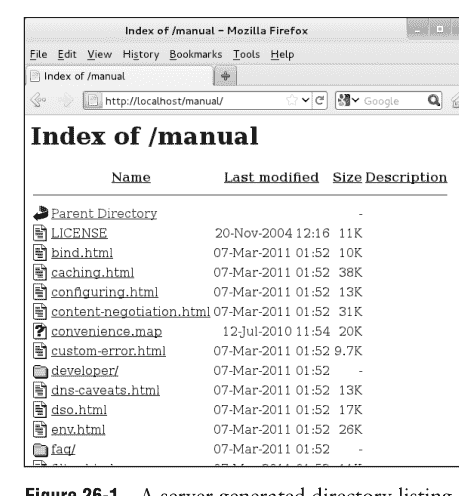 Index of /manual – Mozilla Firefox
File Edit View History Bookmarks Tools Help
Index of /manual
http://localhost/manual/ Google
Index of /manual
Name Last modified Size Description
Parent Directory -
LICENSE 20-Nov-2004 12:16 11K
bind.html 07-Mar-2011 01:52 10K
caching.html 07-Mar-2011 01:52 38K
configuring.html 07-Mar-2011 01:52 13K
content-negotiation.html 07-Mar-2011 01:52 31K
convenience.map 12-Jul-2010 11:54 20K
custom-error.html 07-Mar-2011 01:52 9.7K
developer/ 07-Mar-2011 01:52 -
dns-caveats.html 07-Mar-2011 01:52 13K
dso.html 07-Mar-2011 01:52 17K
env.html 07-Mar-2011 01:52 26K
faq/ 07-Mar-2011 01:52 -
Figure 26-1 A server-generated directory listing